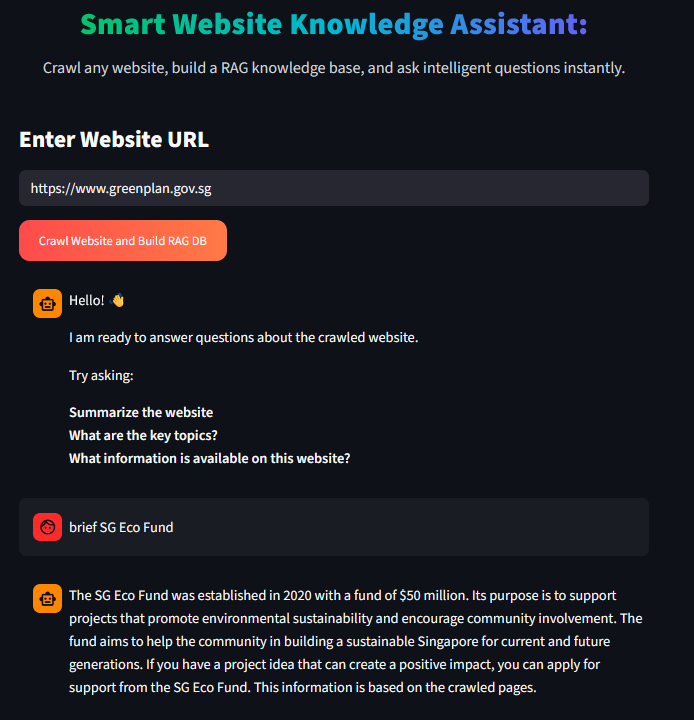 Smart Website Knowledge Assistant:
Crawl any website, build a RAG knowledge base, and ask intelligent questions instantly.
Enter Website URL
https://www.greenplan.gov.sg
Crawl Website and Build RAG DB
Hello! 👋
I am ready to answer questions about the crawled website.
Try asking:
Summarize the website
What are the key topics?
What information is available on this website?
brief SG Eco Fund
The SG Eco Fund was established in 2020 with a fund of $50 million. Its purpose is to support
projects that promote environmental sustainability and encourage community involvement. The
fund aims to help the community in building a sustainable Singapore for current and future
generations. If you have a project idea that can create a positive impact, you can apply for
support from the SG Eco Fund. This information is based on the crawled pages.